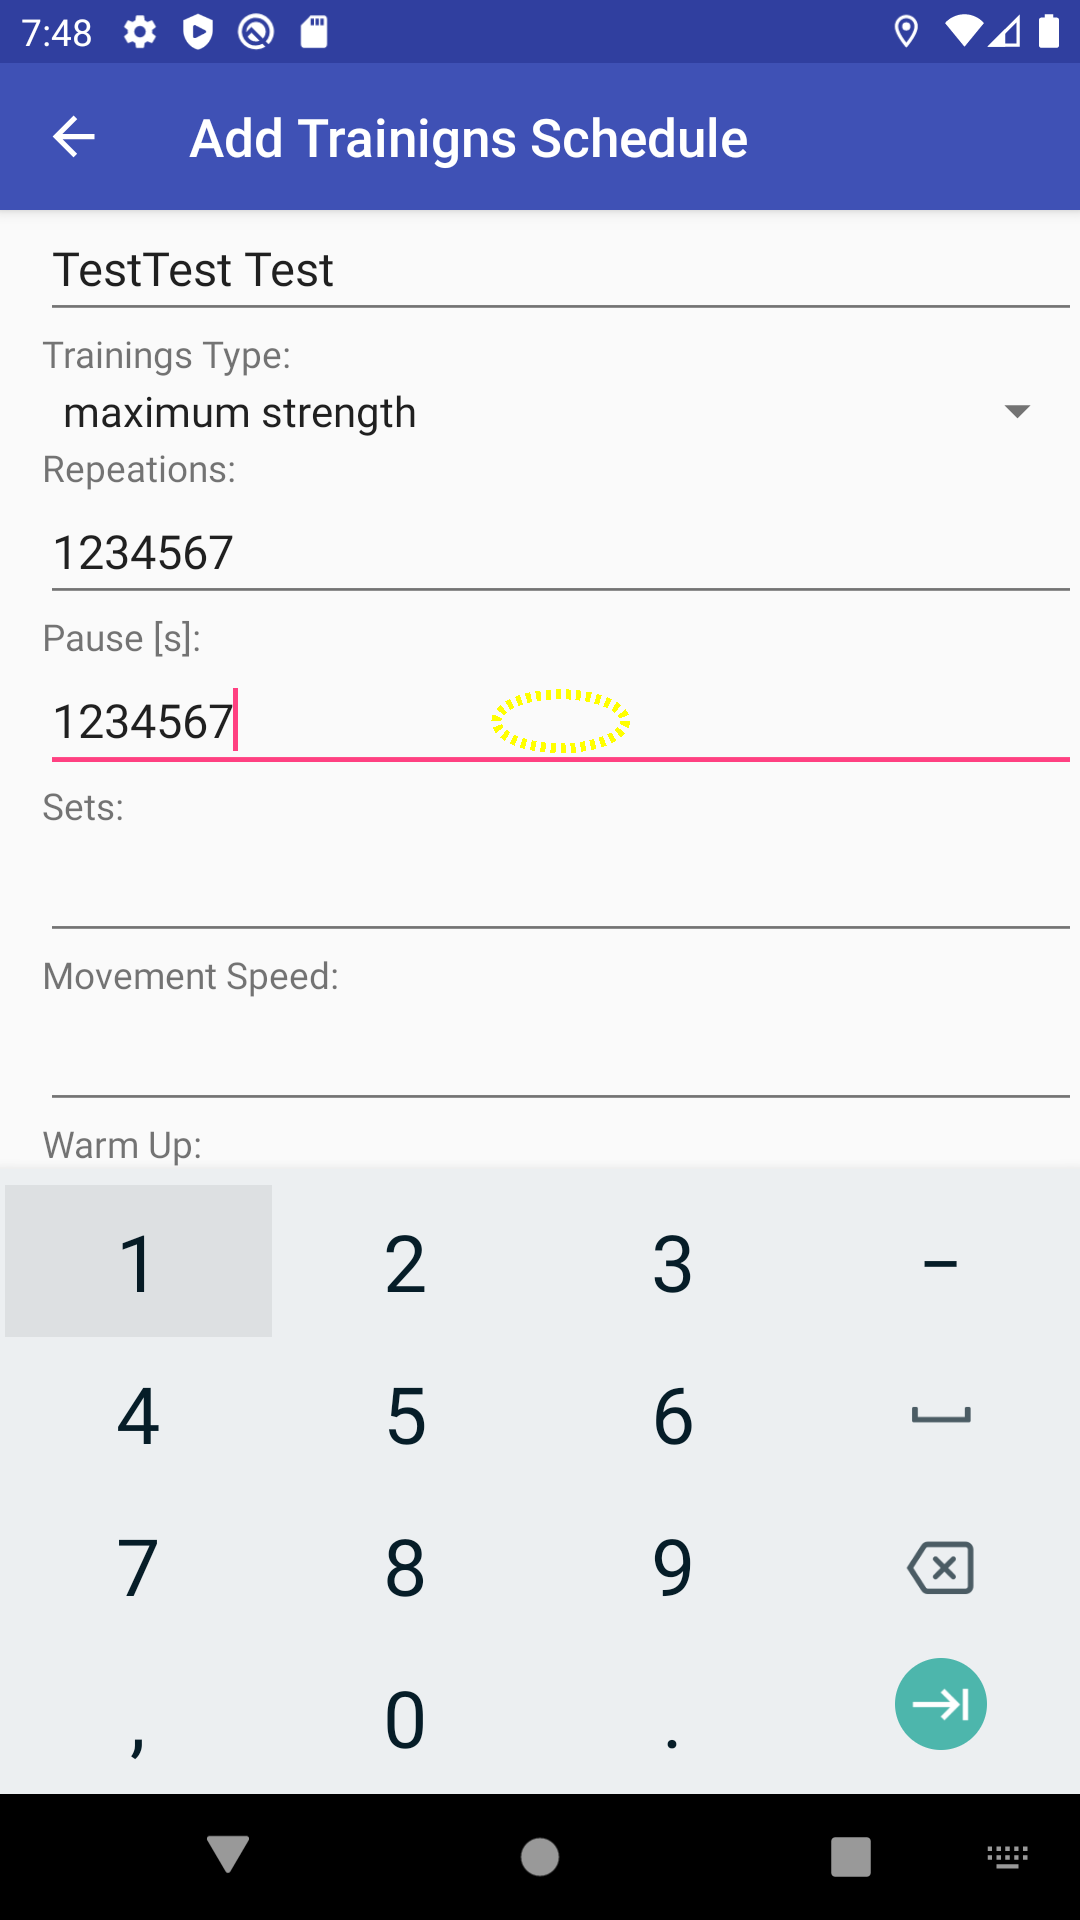 7:48
Add Trainigns Schedule
TestTest Test
Trainings Type:
maximum strength
Repeations:
1234567
Pause [s]:
1234567
Sets:
Movement Speed:
Warm Up:
1 2 3 –
4 5 6
7 8 9
, 0 .